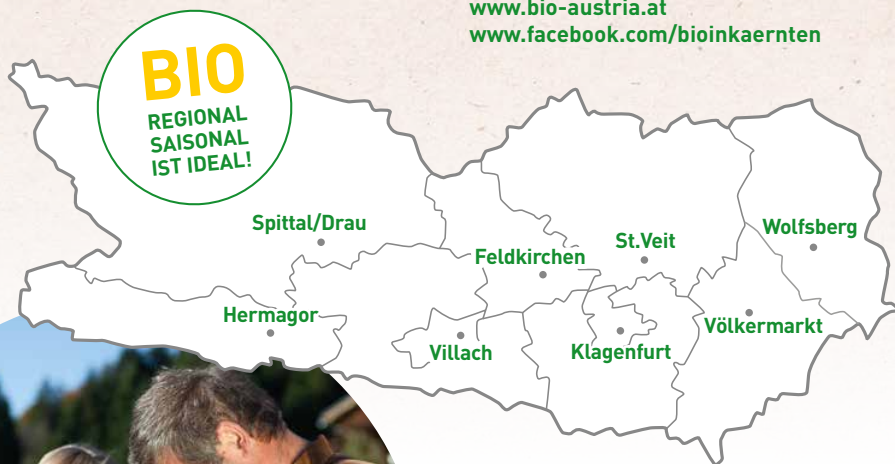 www.bio-austria.at
www.facebook.com/bioinkaernten
BIO
REGIONAL
SAISONAL
IST IDEAL!
Spittal/Drau
Feldkirchen
St.Veit
Wolfsberg
Hermagor
Villach
Klagenfurt
Völkermarkt